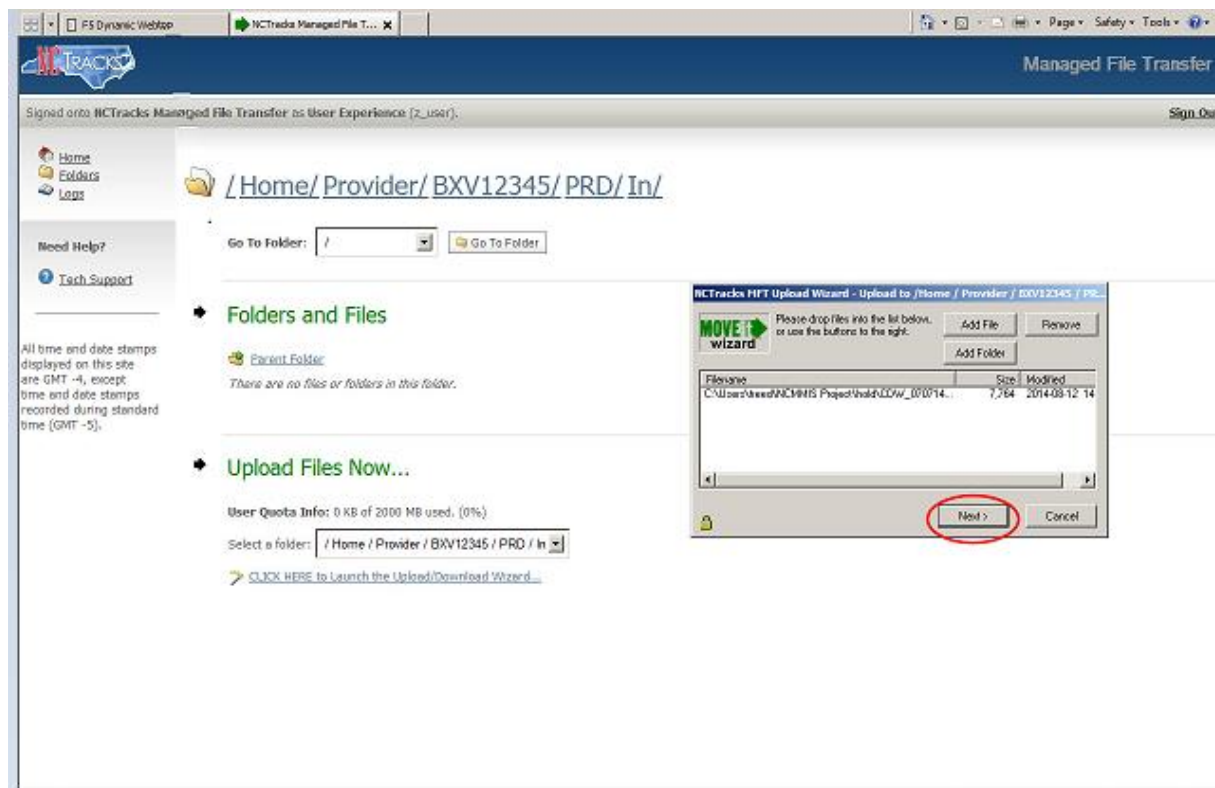 F5 Dynamic Webtop
NCTracks Managed File T...
Page
Safety
Tools
NCTRACKS
Managed File Transfer
Signed onto NCTracks Managed File Transfer as User Experience (z_user).
Sign Ou
Home
Folders
Logs
Need Help?
Tech Support
All time and date stamps
displayed on this site
are GMT -4, except
time and date stamps
recorded during standard
time (GMT -5).
/ Home/ Provider/ BXV12345/ PRD/ In/
Go To Folder: /
Go To Folder
Folders and Files
Parent Folder
There are no files or folders in this folder.
Upload Files Now...
User Quota Info: 0 KB of 2000 MB used. (0%)
Select a folder: / Home / Provider / BXV12345 / PRD / In
CLICK HERE to Launch the Upload/Download Wizard...
NCTracks MFT Upload Wizard - Upload to /Home / Provider / BXV12345 / PR...
MOVE it
wizard
Please drop files into the list below,
or use the buttons to the right.
Add File
Remove
Add Folder
Filename
Size
Modified
Project\hold\CDW_070714...
7,764
2014-08-12 14
Next >
Cancel